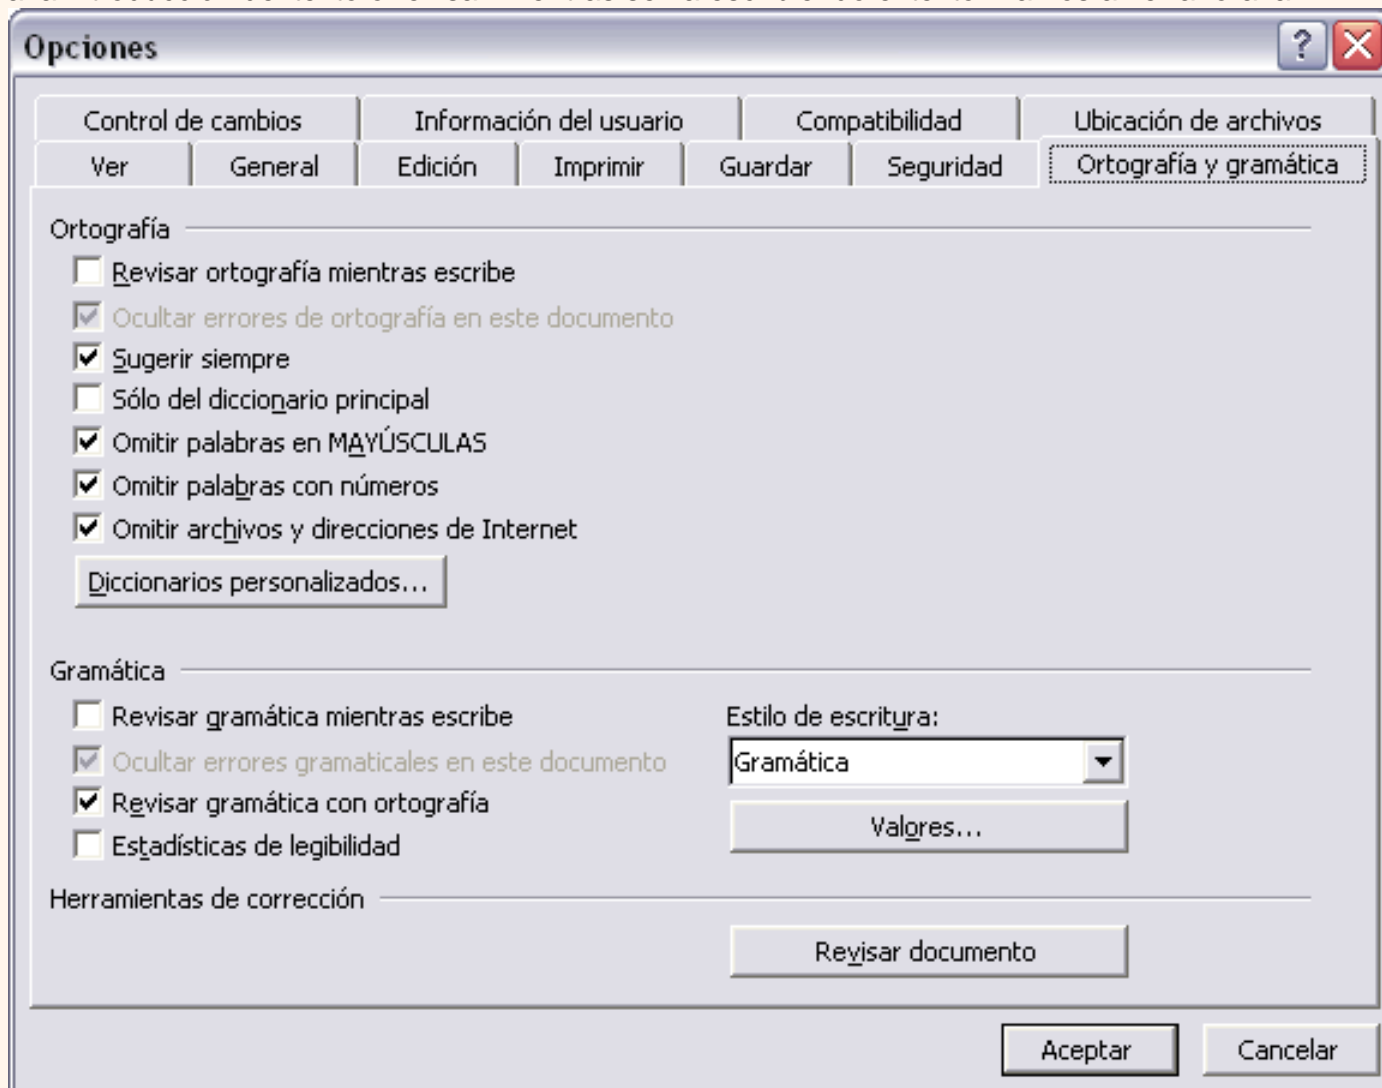 Opciones
Control de cambios Información del usuario Compatibilidad Ubicación de archivos
Ver General Edición Imprimir Guardar Seguridad Ortografía y gramática
Ortografía
Revisar ortografía mientras escribe
Ocultar errores de ortografía en este documento
Sugerir siempre
Sólo del diccionario principal
Omitir palabras en MAYÚSCULAS
Omitir palabras con números
Omitir archivos y direcciones de Internet
Diccionarios personalizados...
Gramática
Revisar gramática mientras escribe Estilo de escritura:
Ocultar errores gramaticales en este documento Gramática
Revisar gramática con ortografía
Valores...
Estadísticas de legibilidad
Herramientas de corrección
Revisar documento
Aceptar Cancelar